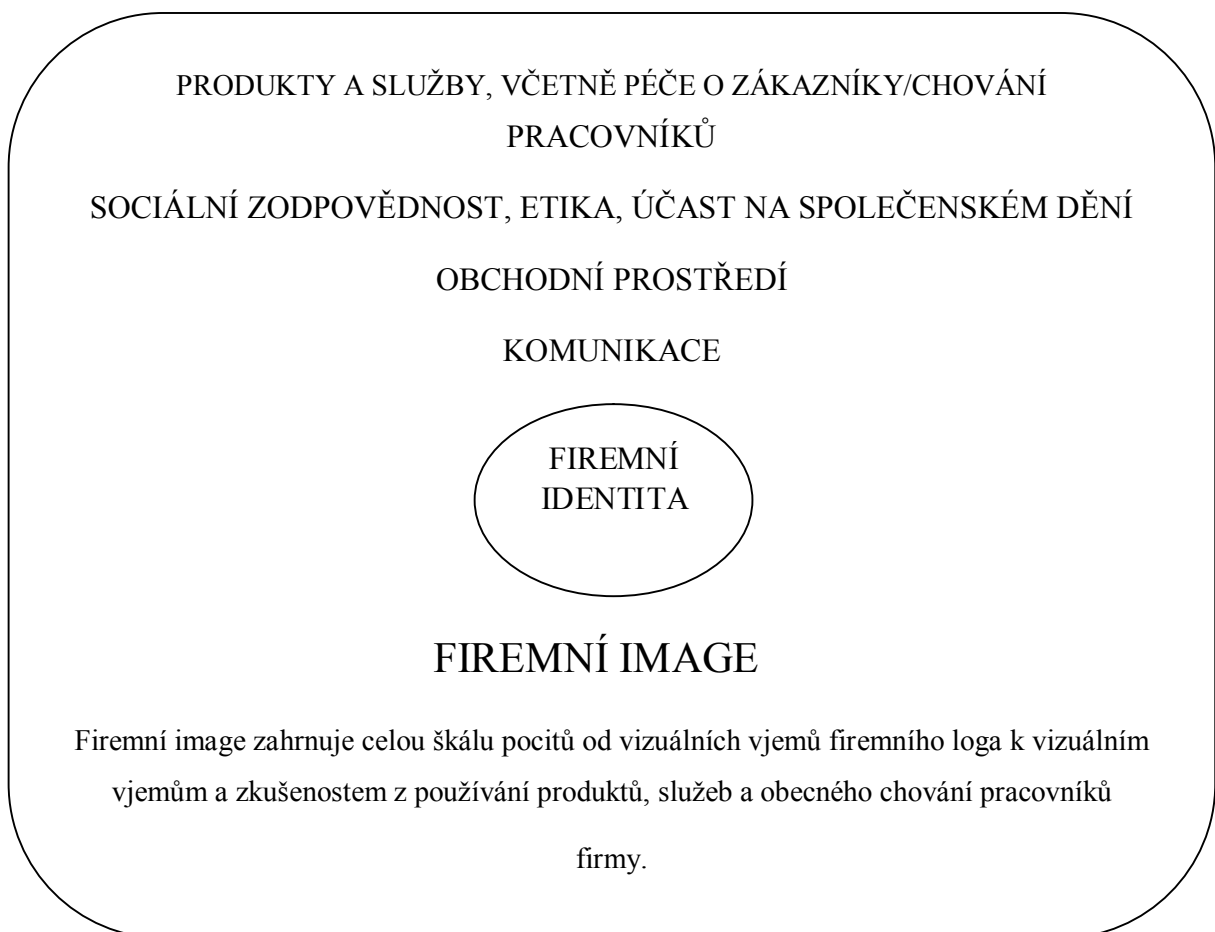 PRODUKTY A SLUŽBY, VČETNĚ PÉČE O ZÁKAZNÍKY/CHOVÁNÍ
PRACOVNÍKŮ
SOCIÁLNÍ ZODPOVĚDNOST, ETIKA, ÚČAST NA SPOLEČENSKÉM DĚNÍ
OBCHODNÍ PROSTŘEDÍ
KOMUNIKACE
FIREMNÍ
IDENTITA
FIREMNÍ IMAGE
Firemní image zahrnuje celou škálu pocitů od vizuálních vjemů firemního loga k vizuálním
vjemům a zkušenostem z používání produktů, služeb a obecného chování pracovníků
firmy.